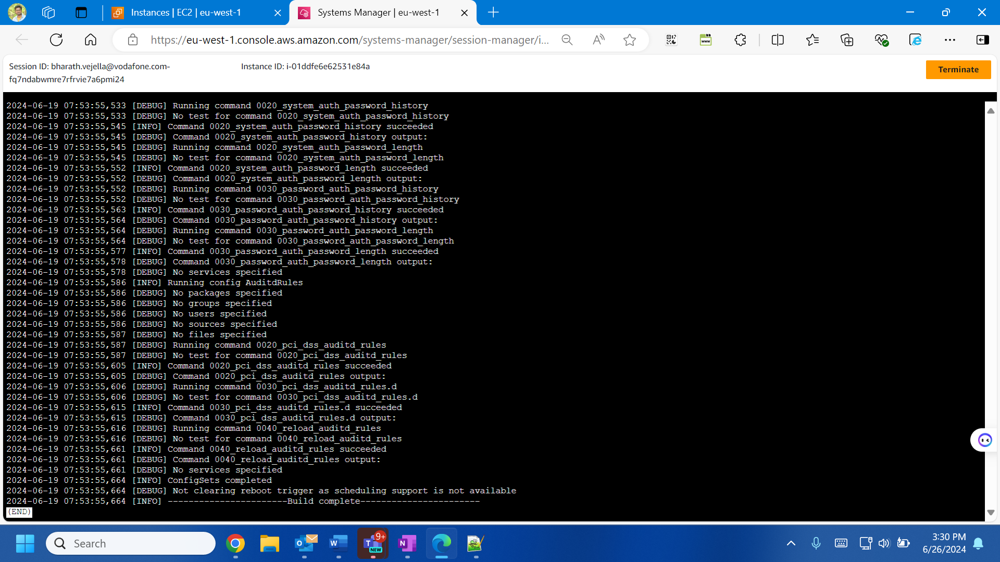 Instances | EC2 | eu-west-1
Systems Manager | eu-west-1
https://eu-west-1.console.aws.amazon.com/systems-manager/session-manager/i...
Session ID: bharath.vejella@vodafone.com-
fq7ndabwmre7rfrvie7a6pmi24
Instance ID: i-01ddfe6e62531e84a
Terminate
2024-06-19 07:53:55,533 [DEBUG] Running command 0020_system_auth_password_history
2024-06-19 07:53:55,533 [DEBUG] No test for command 0020_system_auth_password_history
2024-06-19 07:53:55,545 [INFO] Command 0020_system_auth_password_history succeeded
2024-06-19 07:53:55,545 [DEBUG] Command 0020_system_auth_password_history output:
2024-06-19 07:53:55,545 [DEBUG] Running command 0020_system_auth_password_length
2024-06-19 07:53:55,545 [DEBUG] No test for command 0020_system_auth_password_length
2024-06-19 07:53:55,552 [INFO] Command 0020_system_auth_password_length succeeded
2024-06-19 07:53:55,552 [DEBUG] Command 0020_system_auth_password_length output:
2024-06-19 07:53:55,552 [DEBUG] Running command 0030_password_auth_password_history
2024-06-19 07:53:55,552 [DEBUG] No test for command 0030_password_auth_password_history
2024-06-19 07:53:55,563 [INFO] Command 0030_password_auth_password_history succeeded
2024-06-19 07:53:55,564 [DEBUG] Command 0030_password_auth_password_history output:
2024-06-19 07:53:55,564 [DEBUG] Running command 0030_password_auth_password_length
2024-06-19 07:53:55,564 [DEBUG] No test for command 0030_password_auth_password_length
2024-06-19 07:53:55,577 [INFO] Command 0030_password_auth_password_length succeeded
2024-06-19 07:53:55,578 [DEBUG] Command 0030_password_auth_password_length output:
2024-06-19 07:53:55,578 [DEBUG] No services specified
2024-06-19 07:53:55,586 [INFO] Running config AuditdRules
2024-06-19 07:53:55,586 [DEBUG] No packages specified
2024-06-19 07:53:55,586 [DEBUG] No groups specified
2024-06-19 07:53:55,586 [DEBUG] No users specified
2024-06-19 07:53:55,586 [DEBUG] No sources specified
2024-06-19 07:53:55,587 [DEBUG] No files specified
2024-06-19 07:53:55,587 [DEBUG] Running command 0020_pci_dss_auditd_rules
2024-06-19 07:53:55,587 [DEBUG] No test for command 0020_pci_dss_auditd_rules
2024-06-19 07:53:55,605 [INFO] Command 0020_pci_dss_auditd_rules succeeded
2024-06-19 07:53:55,605 [DEBUG] Command 0020_pci_dss_auditd_rules output:
2024-06-19 07:53:55,606 [DEBUG] Running command 0030_pci_dss_auditd_rules.d
2024-06-19 07:53:55,606 [DEBUG] No test for command 0030_pci_dss_auditd_rules.d
2024-06-19 07:53:55,615 [INFO] Command 0030_pci_dss_auditd_rules.d succeeded
2024-06-19 07:53:55,615 [DEBUG] Command 0030_pci_dss_auditd_rules.d output:
2024-06-19 07:53:55,616 [DEBUG] Running command 0040_reload_auditd_rules
2024-06-19 07:53:55,616 [DEBUG] No test for command 0040_reload_auditd_rules
2024-06-19 07:53:55,661 [INFO] Command 0040_reload_auditd_rules succeeded
2024-06-19 07:53:55,661 [DEBUG] Command 0040_reload_auditd_rules output:
2024-06-19 07:53:55,661 [DEBUG] No services specified
2024-06-19 07:53:55,664 [INFO] ConfigSets completed
2024-06-19 07:53:55,664 [DEBUG] Not clearing reboot trigger as scheduling support is not available
2024-06-19 07:53:55,664 [INFO] -----------------------Build complete-----------------------
(END)
Search
9+
NEW
3:30 PM
6/26/2024